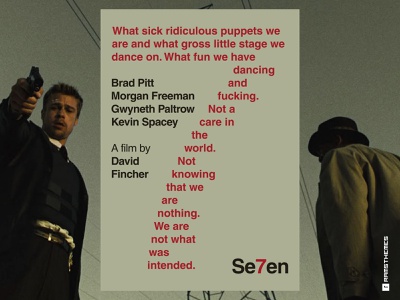 What sick ridiculous puppets we
are and what gross little stage we
dance on. What fun we have
dancing
Brad Pitt and
Morgan Freeman fucking.
Gwyneth Paltrow Not a
Kevin Spacey care in
the
A film by world.
David Not
Fincher knowing
that we
are
nothing.
We are
not what
was
intended.
Se7en
7 RAMSTHEMES